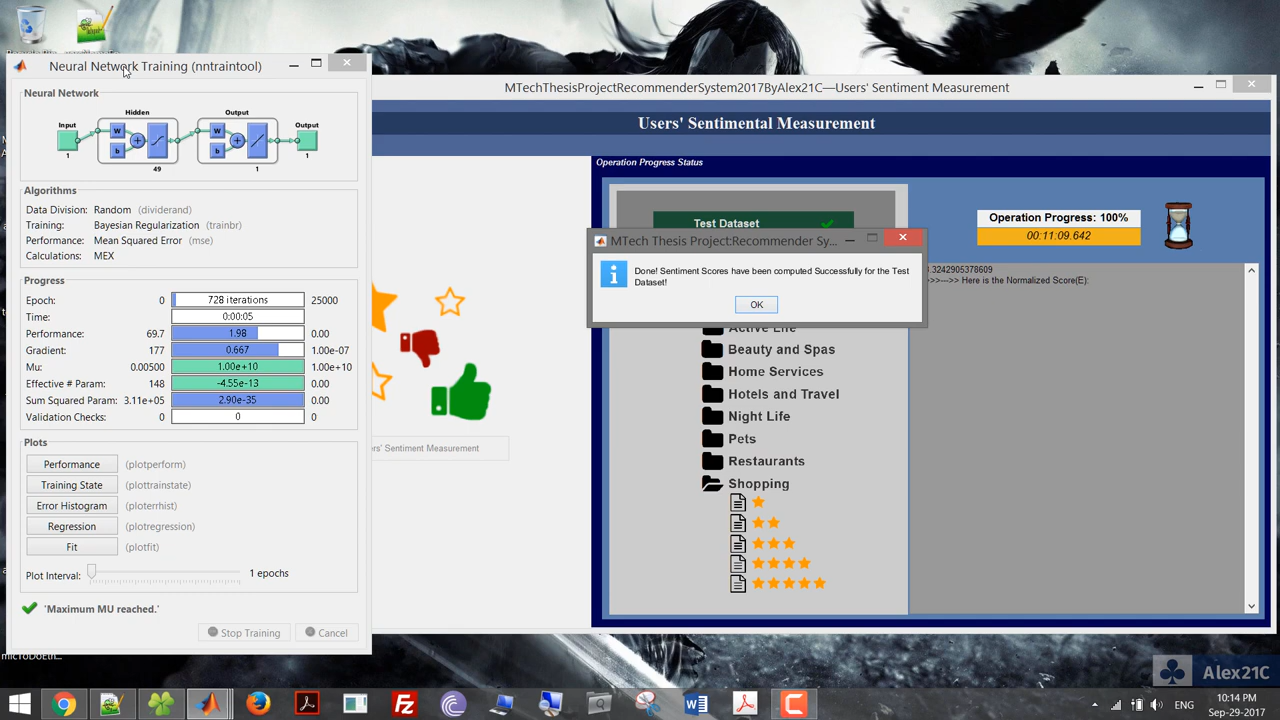 Neural Network Training (nntraintool)
Neural Network
Hidden
Output
Input
Output
W
W
b
b
1
1
49
1
Algorithms
Data Division: Random (dividerand)
Training: Bayesian Regularization (trainbr)
Performance: Mean Squared Error (mse)
Calculations: MEX
Progress
Epoch: 0 728 iterations 25000
Time: 0:00:05
Performance: 69.7 1.98 0.00
Gradient: 177 0.667 1.00e-07
Mu: 0.00500 1.00e+10 1.00e+10
Effective # Param: 148 -4.55e-13 0.00
Sum Squared Param: 3.11e+05 2.90e-35 0.00
Validation Checks: 0 0 0
Plots
Performance (plotperform)
Training State (plottrainstate)
Error Histogram (ploterrhist)
Regression (plotregression)
Fit (plotfit)
Plot Interval: 1 epochs
'Maximum MU reached.'
Stop Training Cancel
MTechThesisProjectRecommenderSystem2017ByAlex21C—Users' Sentiment Measurement
Users' Sentimental Measurement
Operation Progress Status
Test Dataset
Operation Progress: 100%
00:11:09.642
MTech Thesis Project:Recommender Sy...
Done! Sentiment Scores have been computed Successfully for the Test
Dataset!
OK
.3242905378609
>>--->> Here is the Normalized Score(E):
Active Life
Beauty and Spas
Home Services
Hotels and Travel
Night Life
Pets
Restaurants
Shopping
ers' Sentiment Measurement
micToDoEth...
Alex21C
ENG
10:14 PM
Sep-29-2017